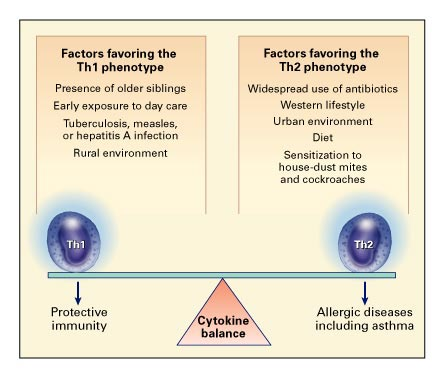 Factors favoring the
Th1 phenotype
Presence of older siblings
Early exposure to day care
Tuberculosis, measles,
or hepatitis A infection
Rural environment
Factors favoring the
Th2 phenotype
Widespread use of antibiotics
Western lifestyle
Urban environment
Diet
Sensitization to
house-dust mites
and cockroaches
Th1
Th2
Protective
immunity
Cytokine
balance
Allergic diseases
including asthma